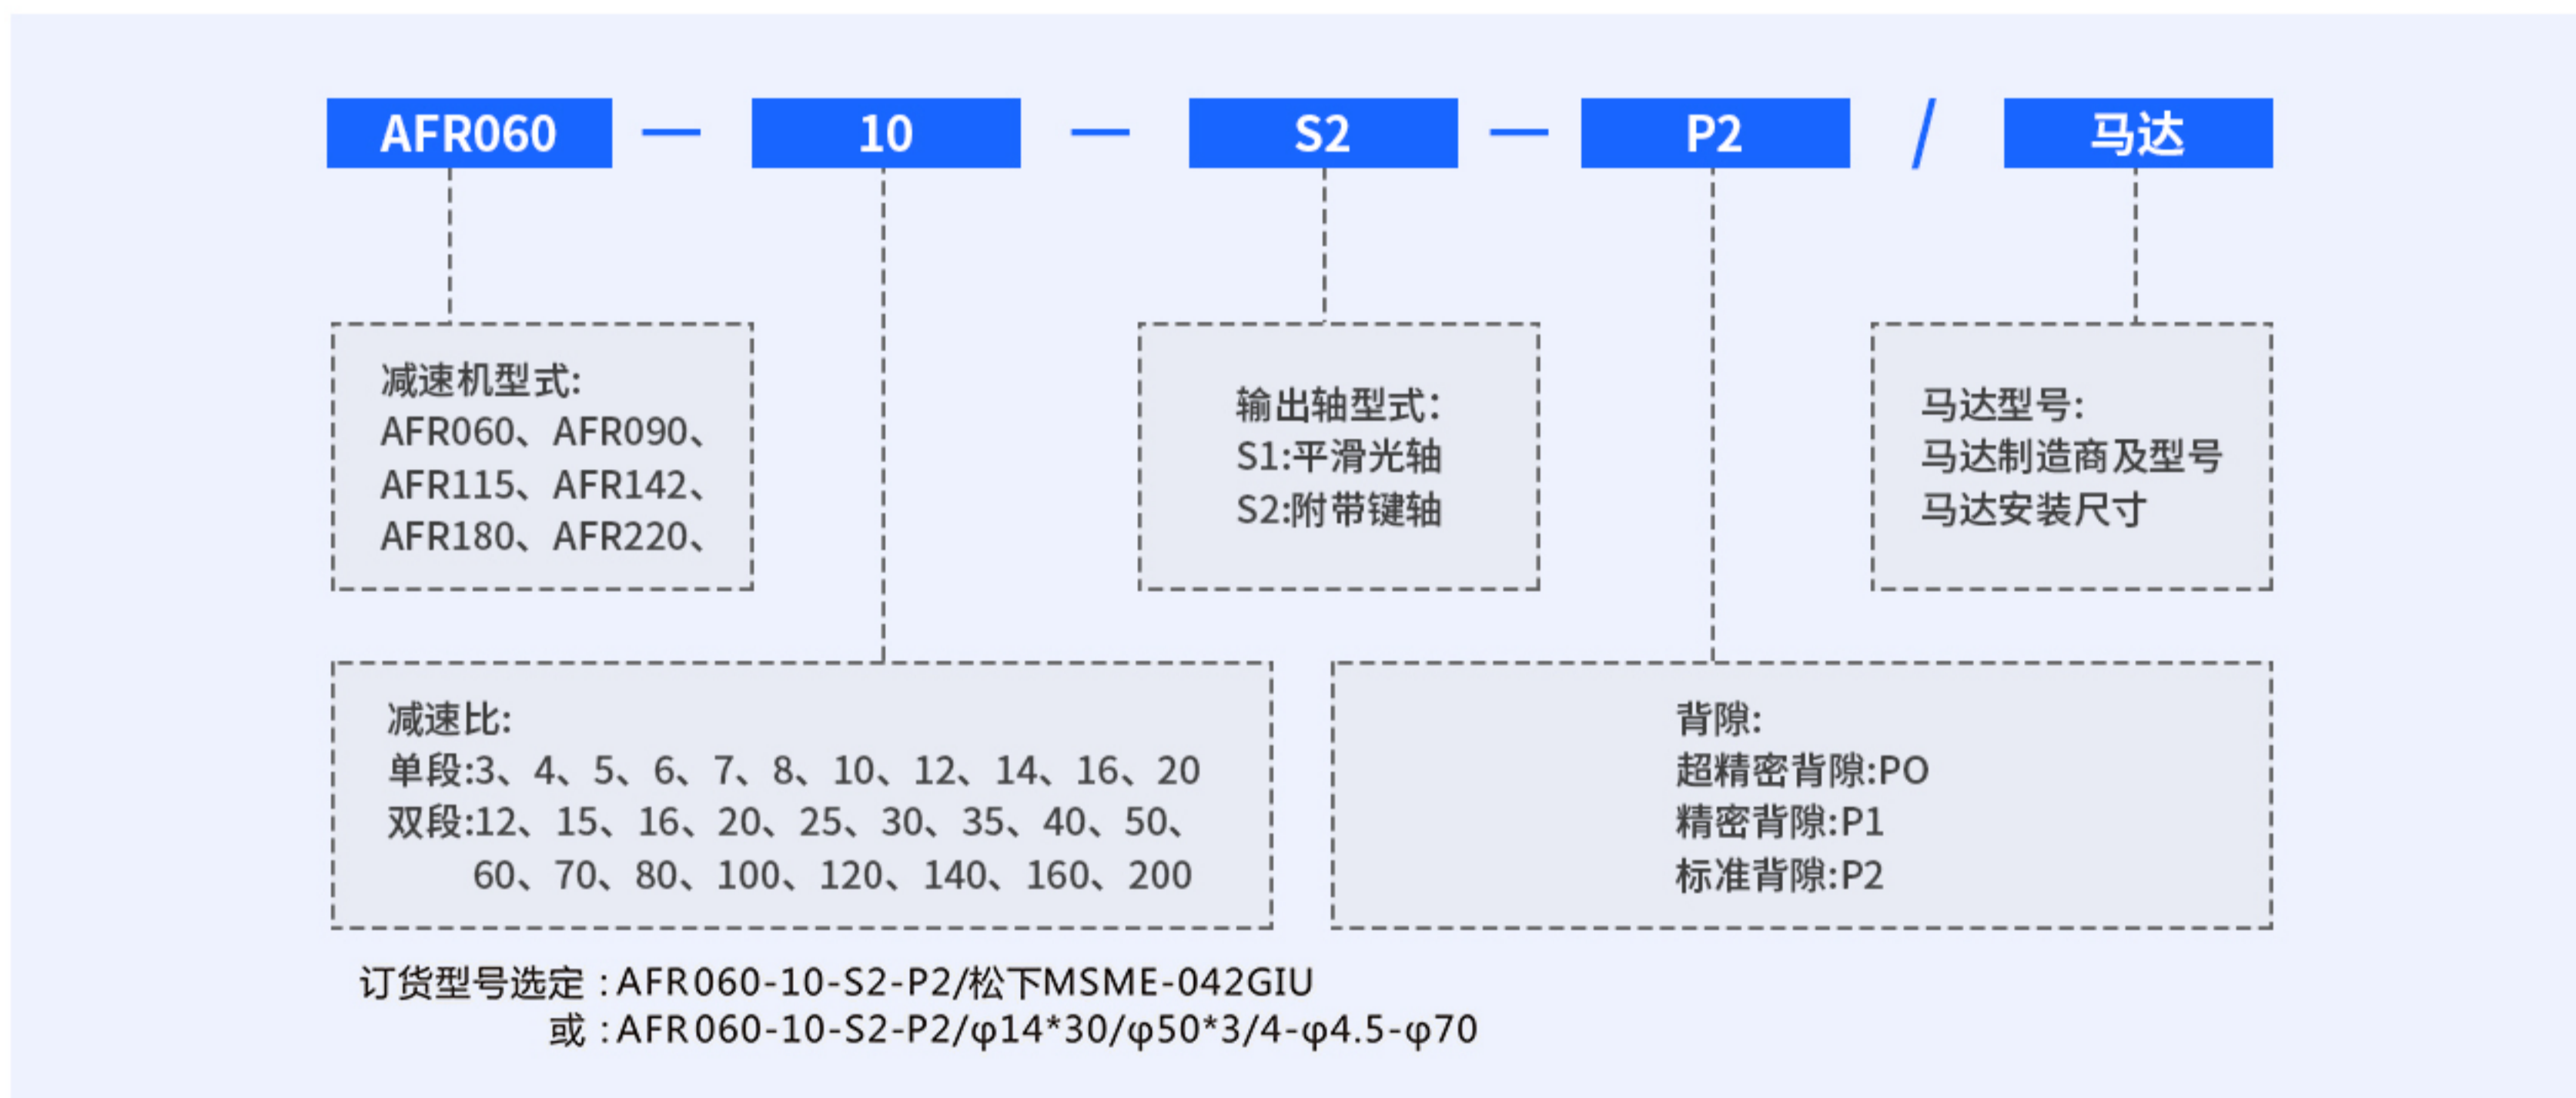 AFR060 — 10 — S2 — P2 / 马达
减速机型式:
AFR060、AFR090、
AFR115、AFR142、
AFR180、AFR220、
输出轴型式:
S1:平滑光轴
S2:附带键轴
马达型号:
马达制造商及型号
马达安装尺寸
减速比:
单段:3、4、5、6、7、8、10、12、14、16、20
双段:12、15、16、20、25、30、35、40、50、
60、70、80、100、120、140、160、200
背隙:
超精密背隙:PO
精密背隙:P1
标准背隙:P2
订货型号选定:AFR060-10-S2-P2/松下MSME-042GIU
或:AFR060-10-S2-P2/φ14*30/φ50*3/4-φ4.5-φ70